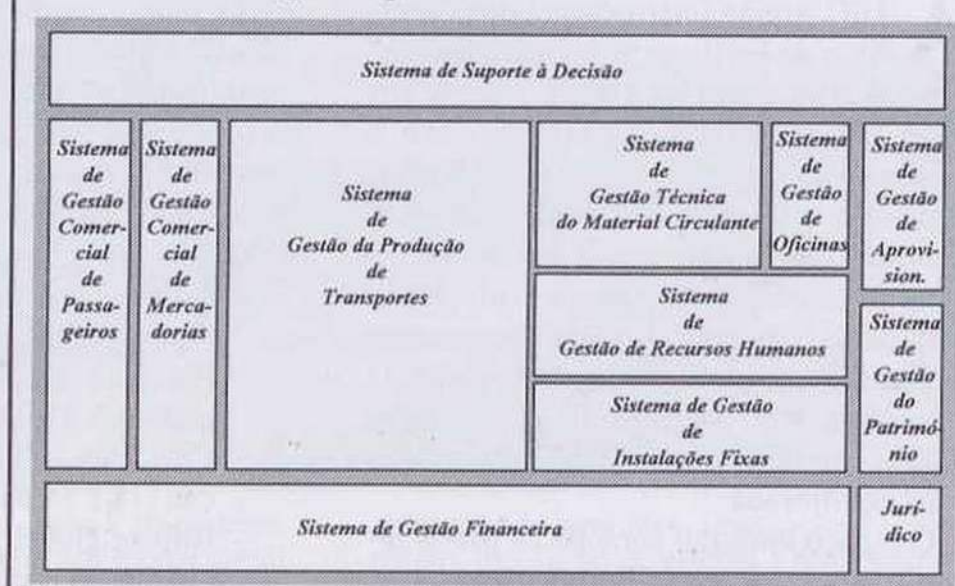 Sistema de Suporte à Decisão
Sistema
de
Gestão
Comer-
cial
de
Passa-
geiros
Sistema
de
Gestão
Comer-
cial
de
Merca-
dorias
Sistema
de
Gestão da Produção
de
Transportes
Sistema
de
Gestão Técnica
do Material Circulante
Sistema
de
Gestão
de
Oficinas
Sistema
de
Gestão
de
Aprovi-
sion.
Sistema
de
Gestão de Recursos Humanos
Sistema
de
Gestão
do
Patrimó-
nio
Sistema de Gestão
de
Instalações Fixas
Sistema de Gestão Financeira
Jurí-
dico